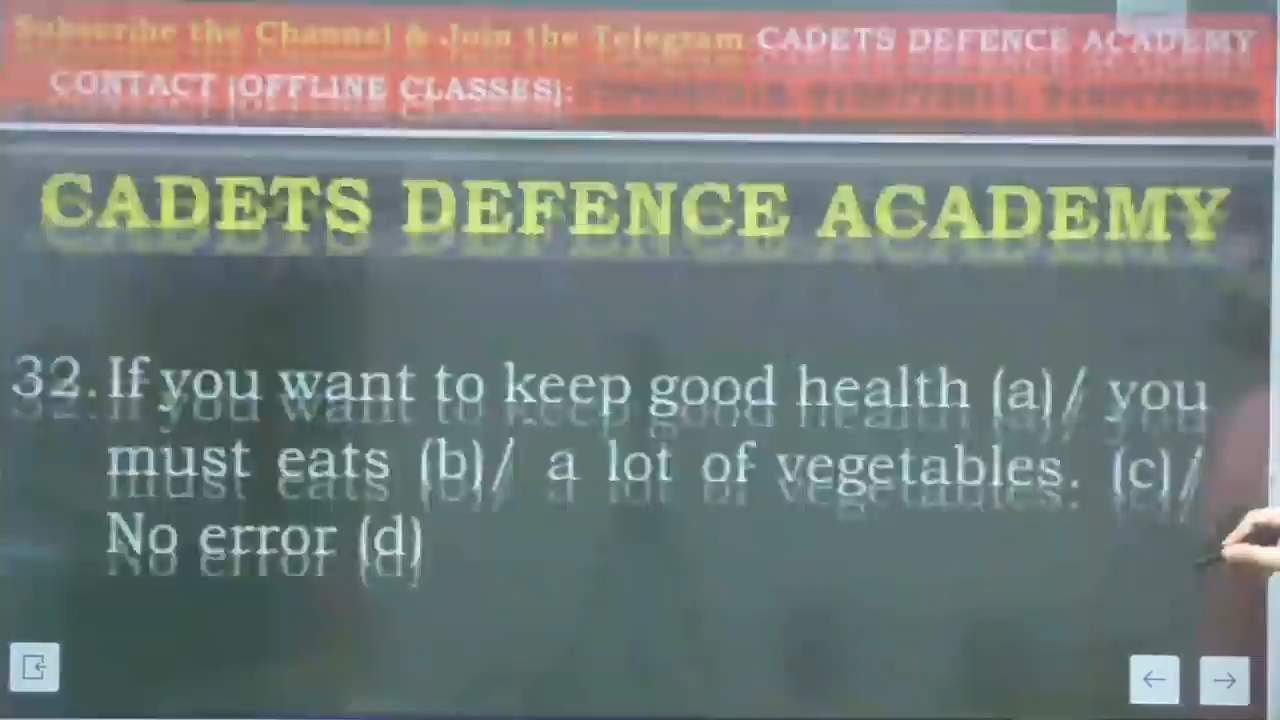 Subscribe the Channel & Join the Telegram CADETS DEFENCE ACADEMY
CONTACT (OFFLINE CLASSES):
CADETS DEFENCE ACADEMY
32. If you want to keep good health (a)/ you
must eats (b)/ a lot of vegetables. (c)/
No error (d)